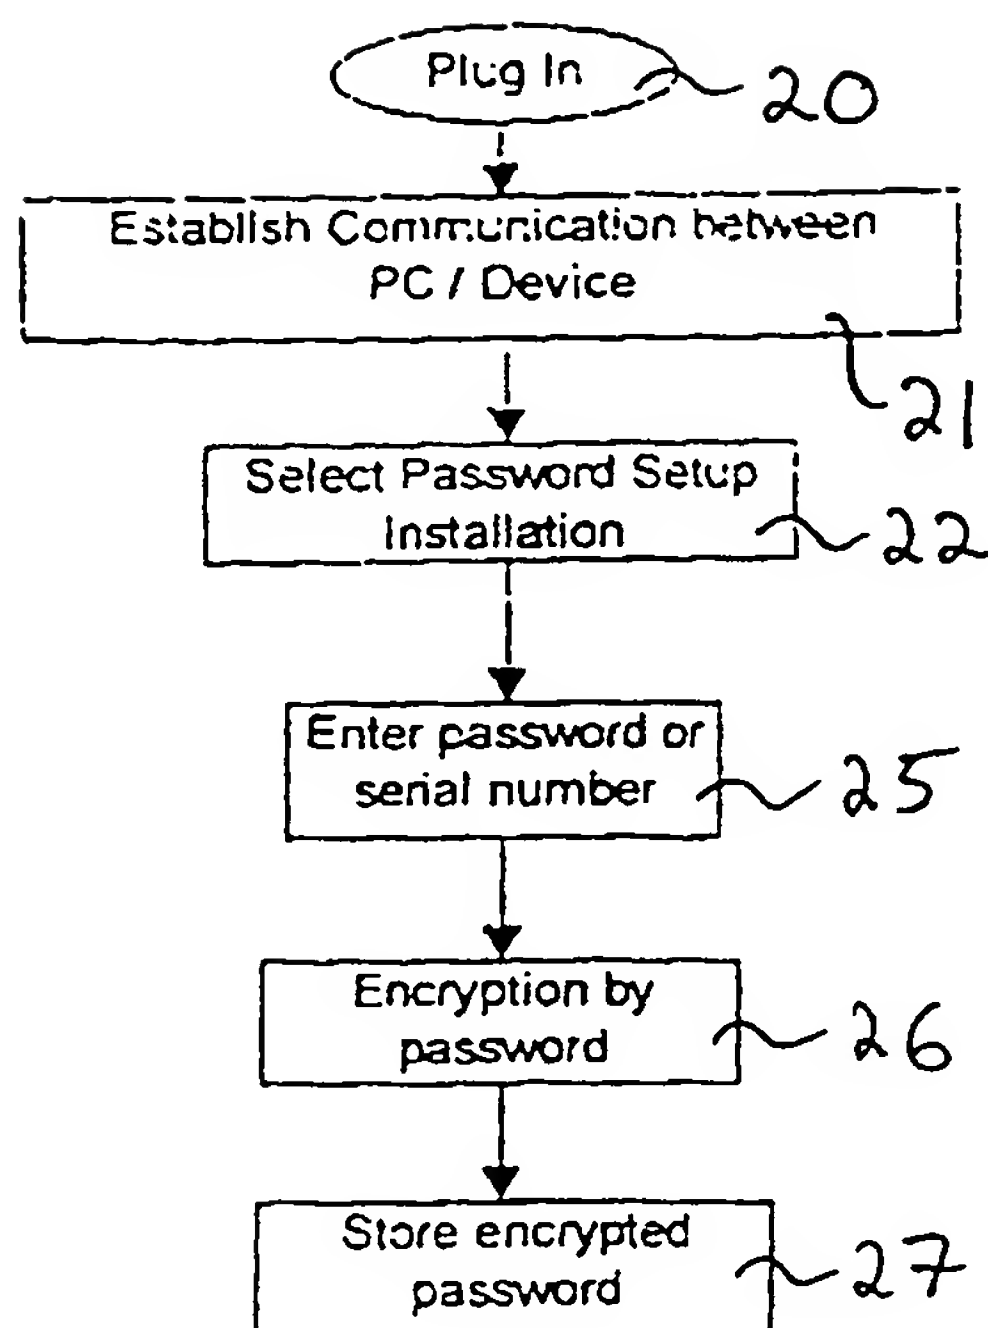 Plug In
20
Establish Communication between
PC / Device
21
Select Password Setup
Installation
22
Enter password or
serial number
25
Encryption by
password
26
Store encrypted
password
27